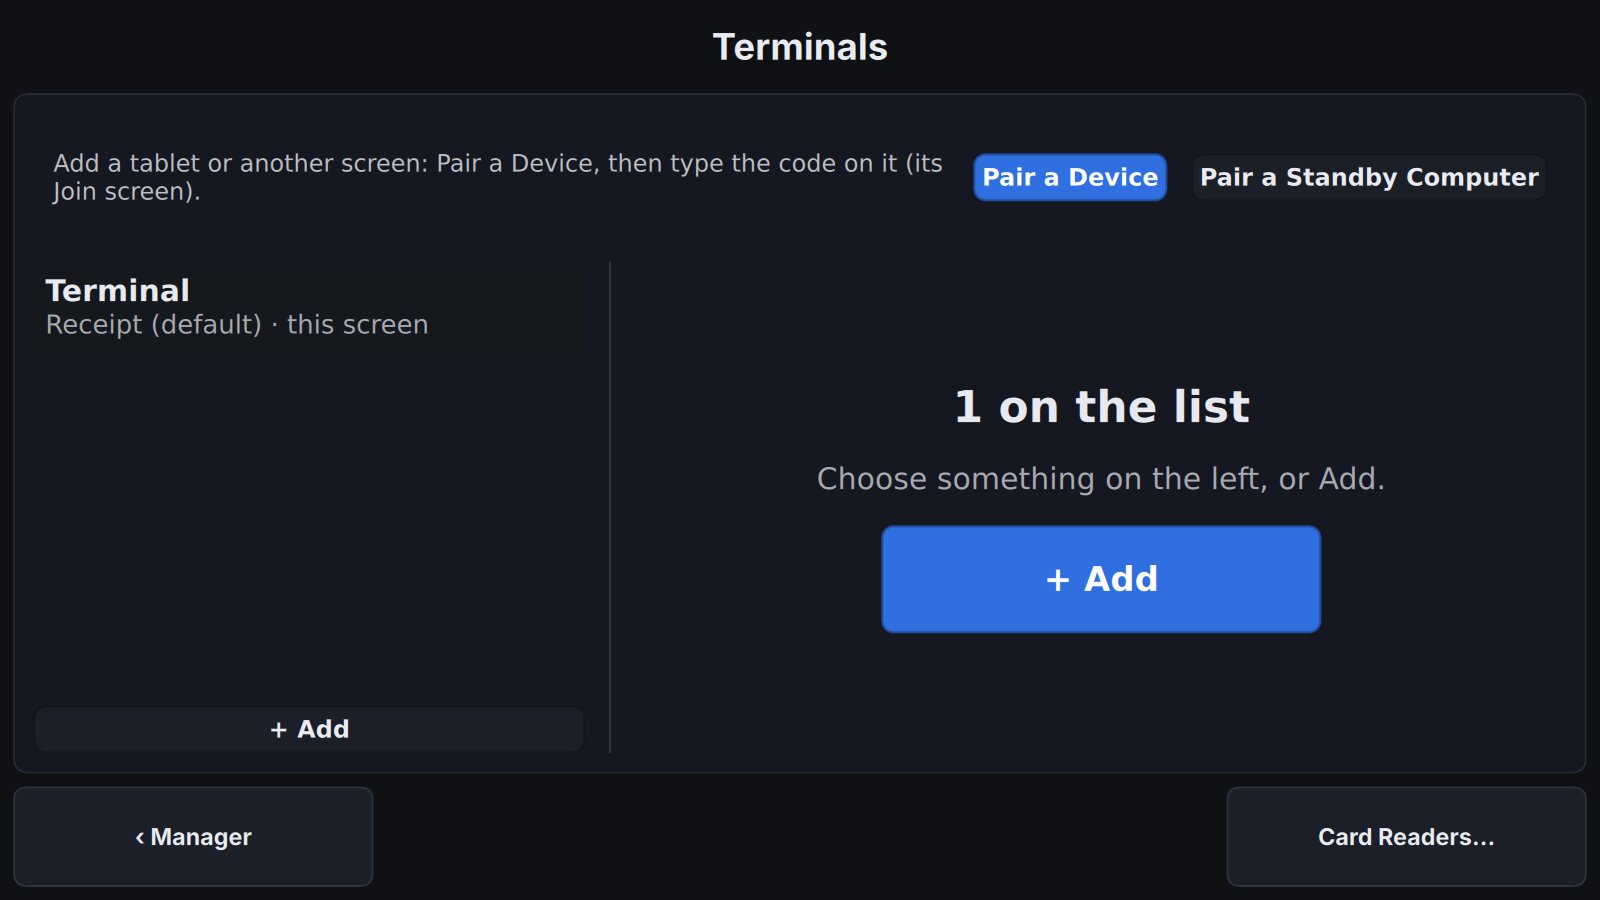 Terminals
Add a tablet or another screen: Pair a Device, then type the code on it (its
Join screen).
Pair a Device
Pair a Standby Computer
Terminal
Receipt (default) · this screen
1 on the list
Choose something on the left, or Add.
+ Add
+ Add
‹ Manager
Card Readers...